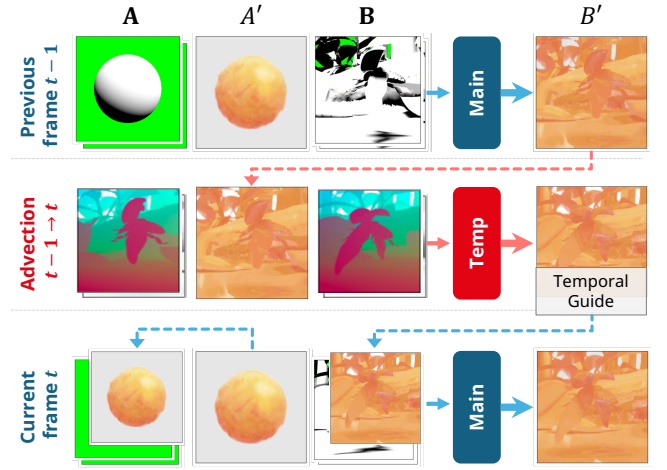 A A′ B B′
Previous
frame t − 1
Main
Advection
t − 1 → t
Temp
Temporal
Guide
Current
frame t
Main